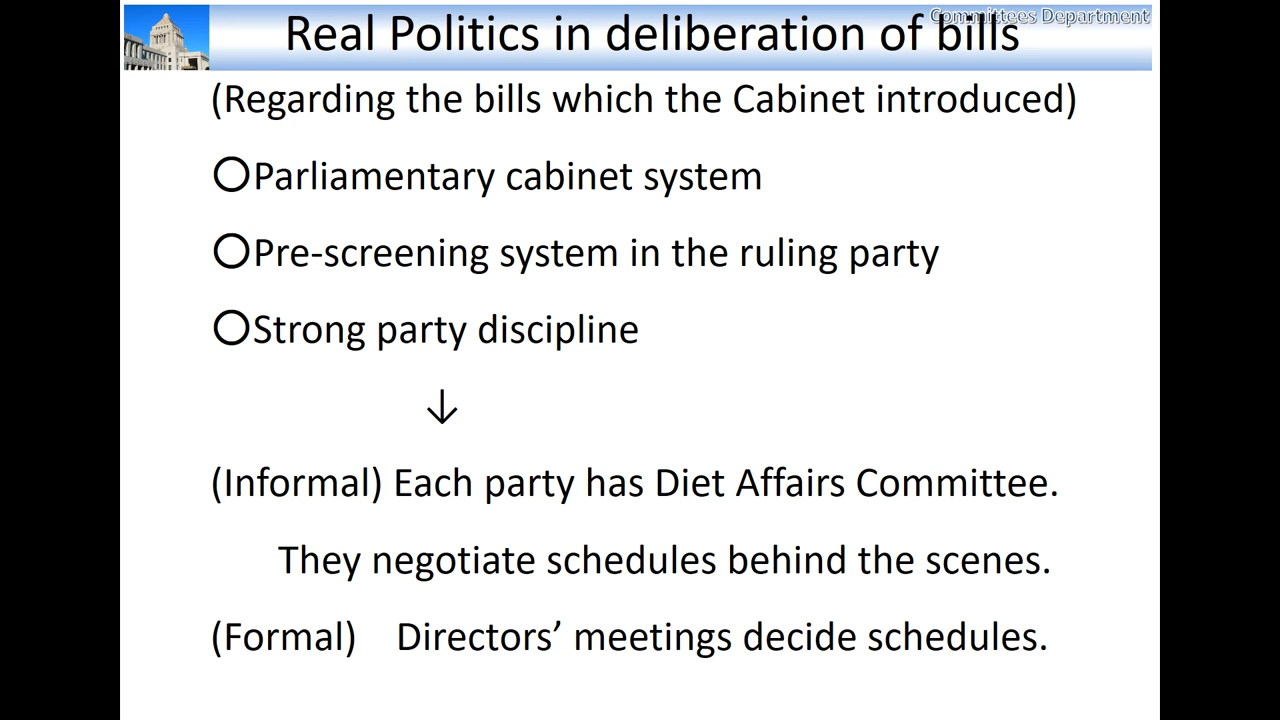 Committees Department
Real Politics in deliberation of bills
(Regarding the bills which the Cabinet introduced)
○Parliamentary cabinet system
○Pre-screening system in the ruling party
○Strong party discipline
↓
(Informal) Each party has Diet Affairs Committee.
They negotiate schedules behind the scenes.
(Formal) Directors’ meetings decide schedules.